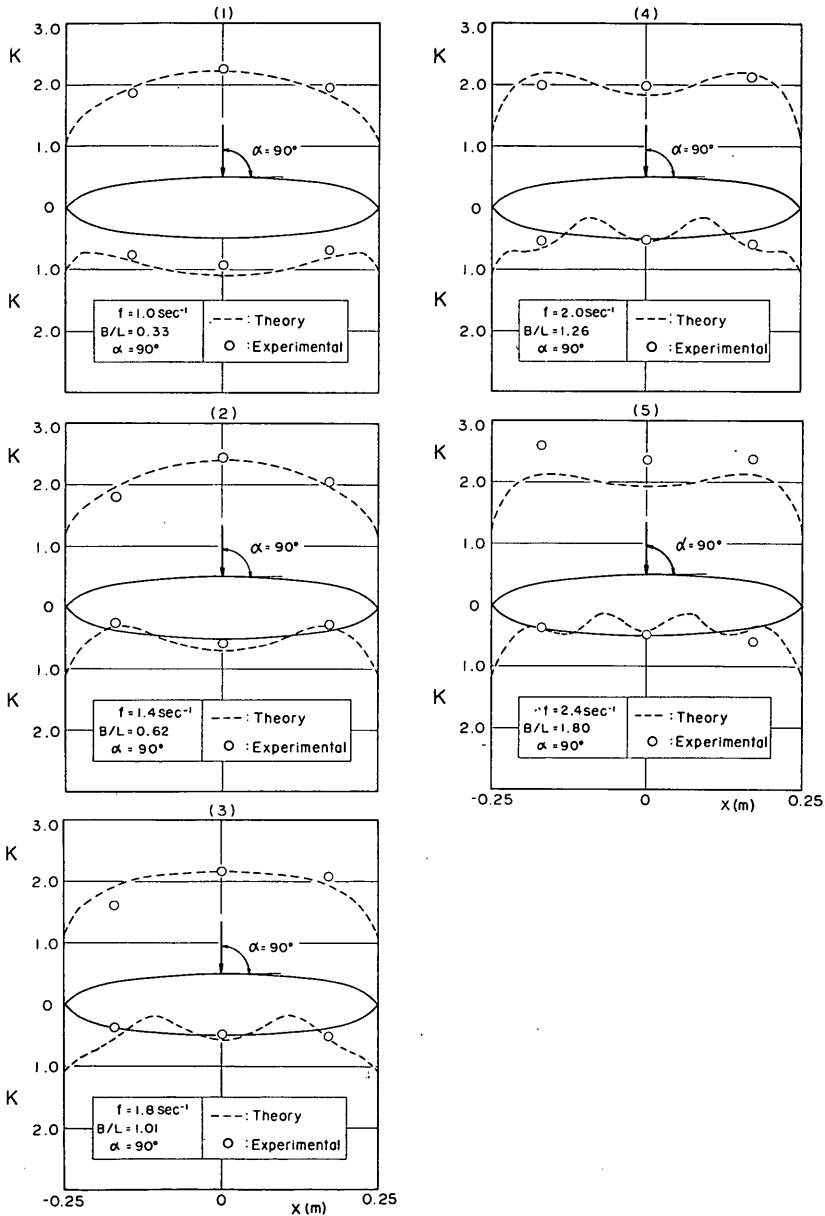 (1)
3.0
K
2.0
1.0
α = 90°
0
1.0
K
2.0
f = 1.0 sec⁻¹
B/L = 0.33
α = 90°
-----: Theory
○ : Experimental
(2)
3.0
K
2.0
1.0
α = 90°
0
1.0
K
2.0
f = 1.4 sec⁻¹
B/L = 0.62
α = 90°
-----: Theory
○ : Experimental
(3)
3.0
K
2.0
1.0
α = 90°
0
1.0
K
2.0
f = 1.8 sec⁻¹
B/L = 1.01
α = 90°
-----: Theory
○ : Experimental
-0.25
0
0.25
X (m)
(4)
3.0
K
2.0
1.0
α = 90°
0
1.0
K
2.0
f = 2.0 sec⁻¹
B/L = 1.26
α = 90°
-----: Theory
○ : Experimental
(5)
3.0
K
2.0
1.0
α = 90°
0
1.0
K
2.0
f = 2.4 sec⁻¹
B/L = 1.80
α = 90°
-----: Theory
○ : Experimental
-0.25
0
X (m)
0.25